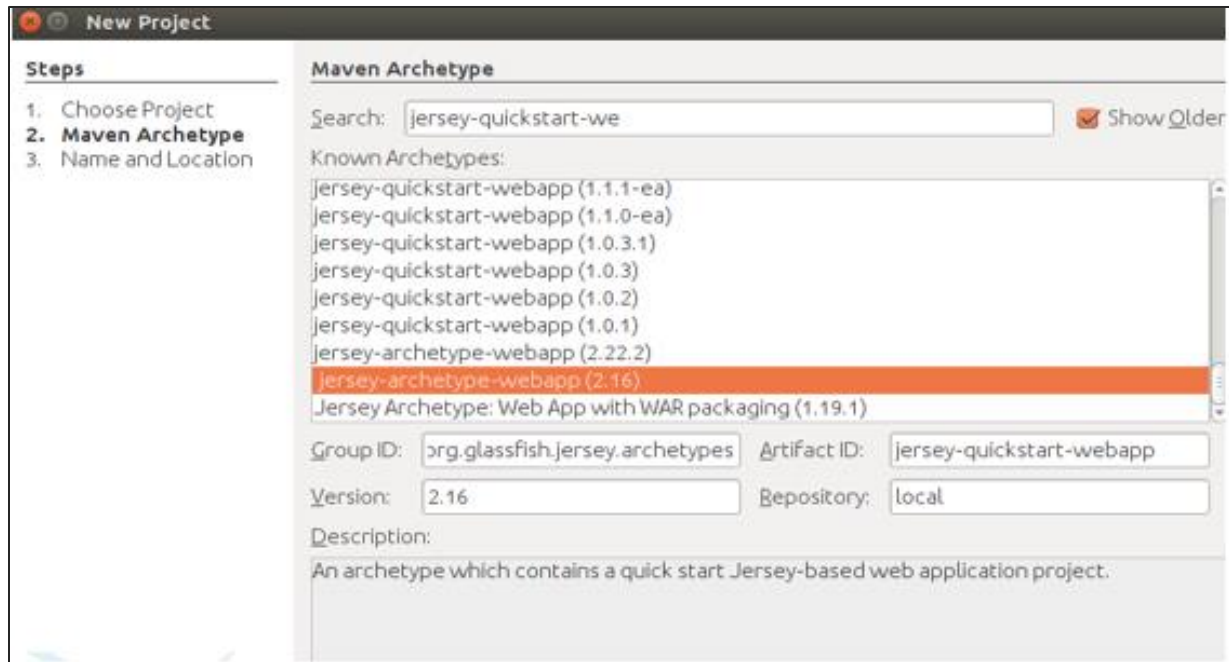 New Project
Steps
1. Choose Project
2. Maven Archetype
3. Name and Location
Maven Archetype
Search: jersey-quickstart-we Show Older
Known Archetypes:
jersey-quickstart-webapp (1.1.1-ea)
jersey-quickstart-webapp (1.1.0-ea)
jersey-quickstart-webapp (1.0.3.1)
jersey-quickstart-webapp (1.0.3)
jersey-quickstart-webapp (1.0.2)
jersey-quickstart-webapp (1.0.1)
jersey-archetype-webapp (2.22.2)
jersey-archetype-webapp (2.16)
Jersey Archetype: Web App with WAR packaging (1.19.1)
Group ID: org.glassfish.jersey.archetypes Artifact ID: jersey-quickstart-webapp
Version: 2.16 Repository: local
Description:
An archetype which contains a quick start Jersey-based web application project.